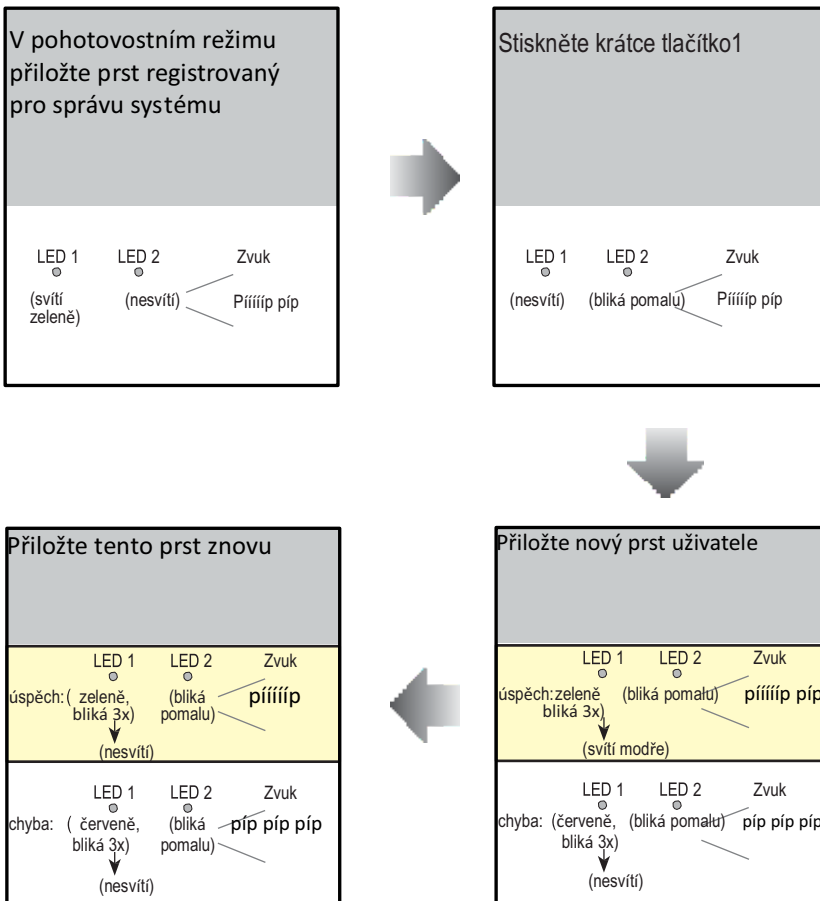 V pohotovostním režimu
přiložte prst registrovaný
pro správu systému
LED 1 LED 2 Zvuk
(svítí zeleně) (nesvítí) Pííííp píp
Stiskněte krátce tlačítko1
LED 1 LED 2 Zvuk
(nesvítí) (bliká pomalu) Pííííp píp
Přiložte nový prst uživatele
LED 1 LED 2 Zvuk
úspěch:zeleně (bliká pomalu) pííííp píp
bliká 3x)
(svítí modře)
LED 1 LED 2 Zvuk
chyba: (červeně, (bliká pomalu) píp píp píp
bliká 3x)
(nesvítí)
Přiložte tento prst znovu
LED 1 LED 2 Zvuk
úspěch:( zeleně, (bliká pííííp
bliká 3x) pomalu)
(nesvítí)
LED 1 LED 2 Zvuk
chyba: ( červeně, (bliká píp píp píp
bliká 3x) pomalu)
(nesvítí)